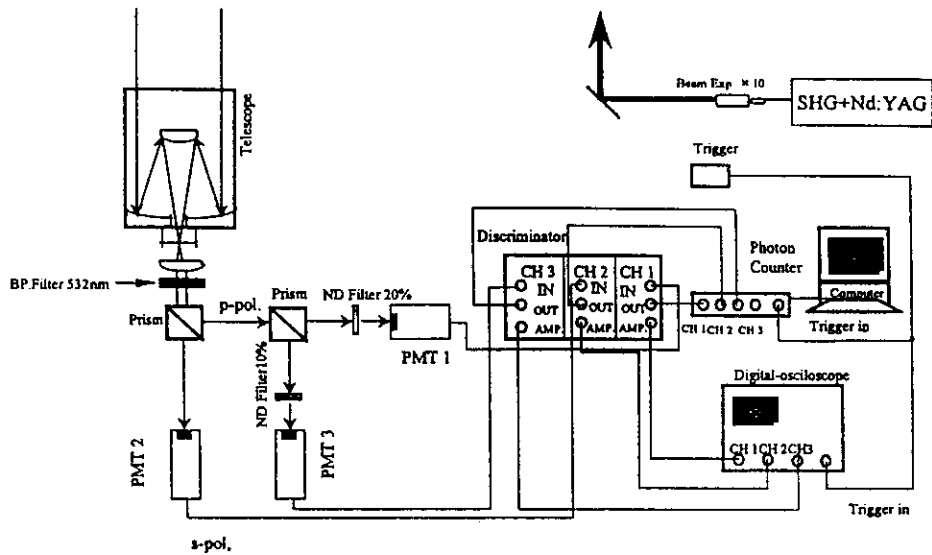 Beam Exp × 10
SHG+Nd:YAG
Telescope
Trigger
Discriminator
Photon
Counter
CH 3 CH 2 CH 1
IN IN IN
OUT OUT OUT
AMP. AMP. AMP.
Computer
CH 1 CH 2 CH 3
Trigger in
BP.Filter 532nm
Prism
p-pol.
Prism
ND Filter 20%
PMT 1
ND Filter10%
Digital-osciloscope
CH 1 CH 2 CH3
PMT 2
PMT 3
Trigger in
s-pol.